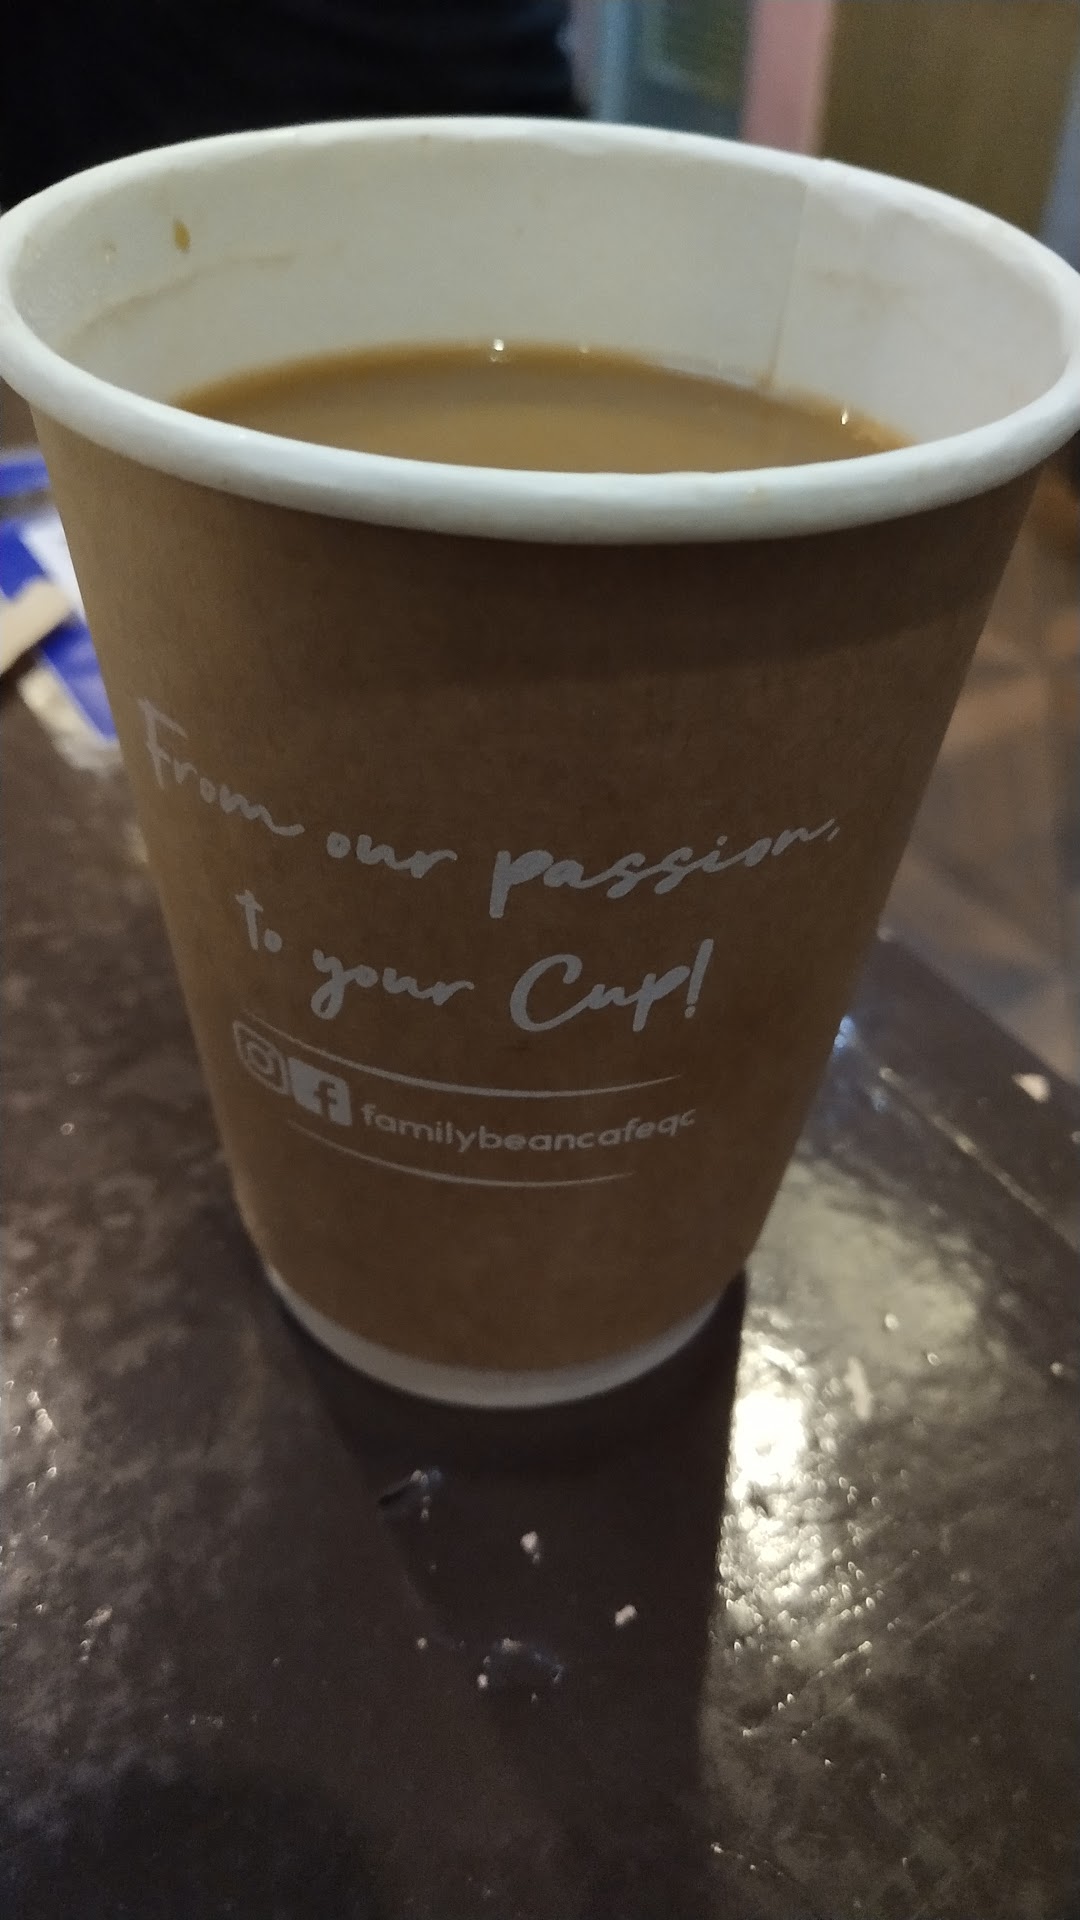 From our passion,
to your Cup!
familybeancafeqc